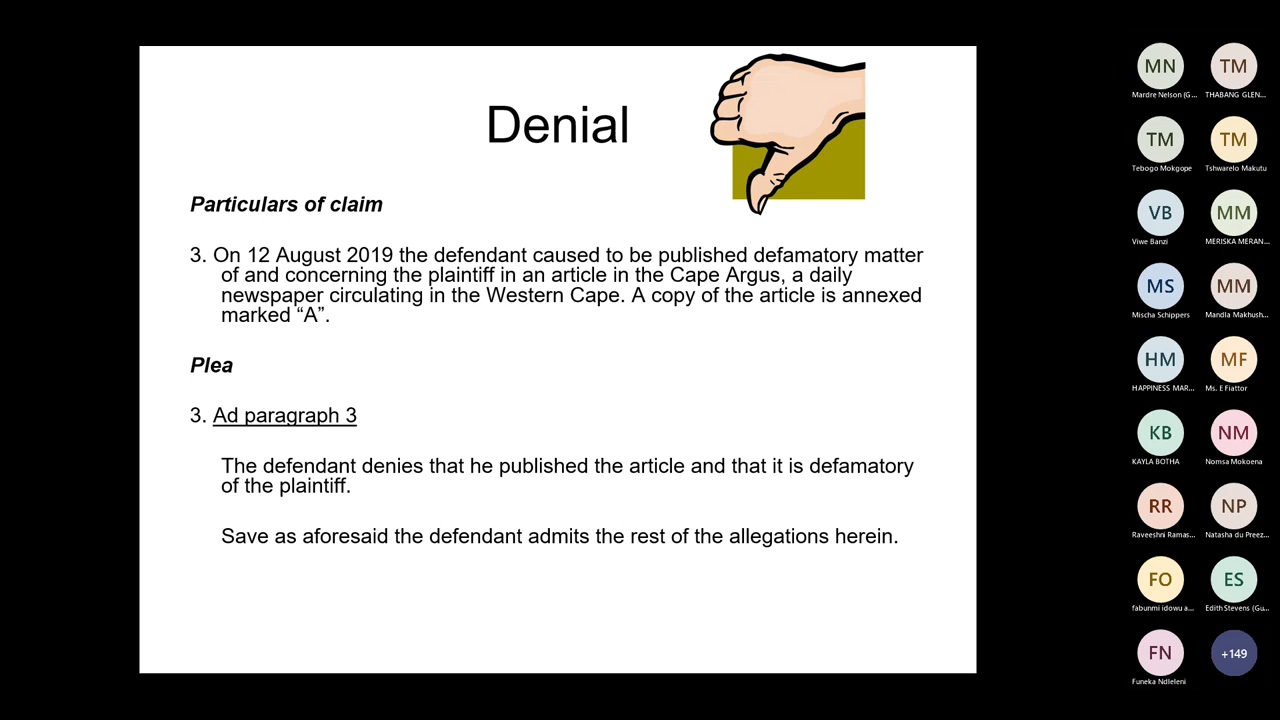 Denial
Particulars of claim
3. On 12 August 2019 the defendant caused to be published defamatory matter
of and concerning the plaintiff in an article in the Cape Argus, a daily
newspaper circulating in the Western Cape. A copy of the article is annexed
marked “A”.
Plea
3. Ad paragraph 3
The defendant denies that he published the article and that it is defamatory
of the plaintiff.
Save as aforesaid the defendant admits the rest of the allegations herein.
MN TM
Mardre Nelson (G... THABANG GLEN...
TM TM
Tebogo Mokgope Tshwarelo Makutu
VB MM
Viwe Banzi MERISKA MERAN...
MS MM
Mischa Schippers Mandla Makhush...
HM MF
HAPPINESS MAR... Ms. E Fiattor
KB NM
KAYLA BOTHA Nomsa Mokoena
RR NP
Raveeshni Ramas... Natasha du Preez...
FO ES
fabunmi idowu a... Edith Stevens (Gu...
FN +149
Funeka Ndleleni